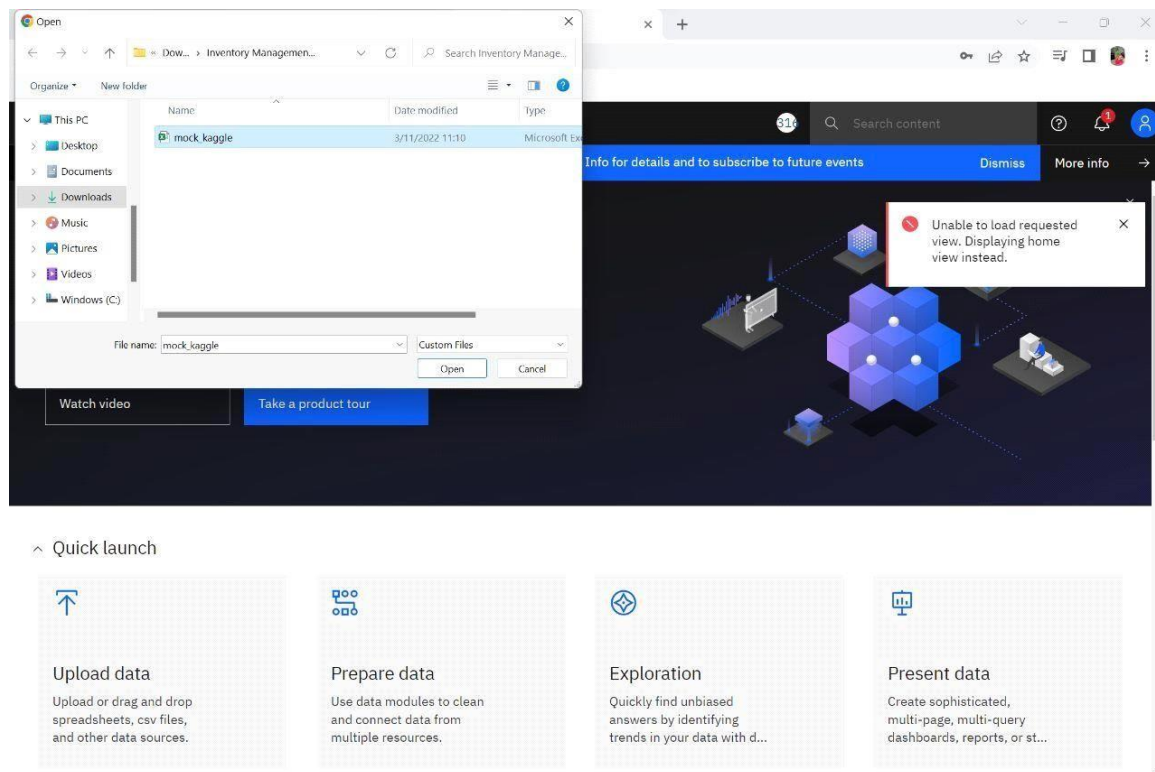 Open
« Dow... › Inventory Managemen...
Search Inventory Manage...
Organize
New folder
Name
Date modified
Type
This PC
mock_kaggle
3/11/2022 11:10
Microsoft Exc
Desktop
Documents
Downloads
Music
Pictures
Videos
Windows (C:)
File name:
mock_kaggle
Custom Files
Open
Cancel
316
Search content
1
Info for details and to subscribe to future events
Dismiss
More info
Unable to load requested
view. Displaying home
view instead.
Watch video
Take a product tour
Quick launch
Upload data
Upload or drag and drop
spreadsheets, csv files,
and other data sources.
Prepare data
Use data modules to clean
and connect data from
multiple resources.
Exploration
Quickly find unbiased
answers by identifying
trends in your data with d...
Present data
Create sophisticated,
multi-page, multi-query
dashboards, reports, or st...